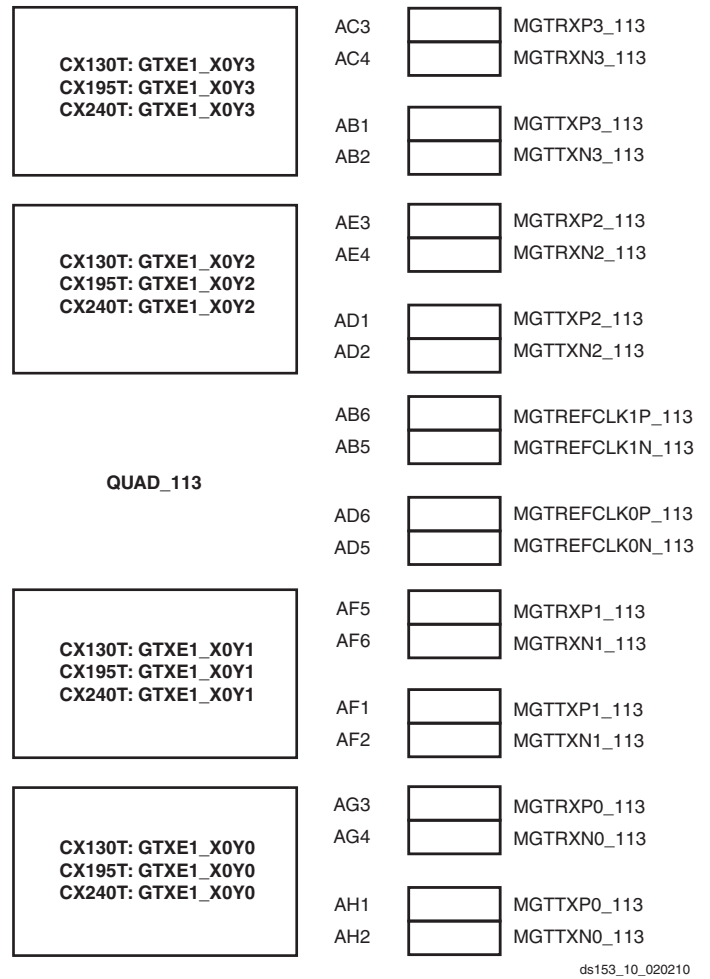 CX130T: GTXE1_X0Y3
CX195T: GTXE1_X0Y3
CX240T: GTXE1_X0Y3
AC3 MGTRXP3_113
AC4 MGTRXN3_113
AB1 MGTTXP3_113
AB2 MGTTXN3_113
CX130T: GTXE1_X0Y2
CX195T: GTXE1_X0Y2
CX240T: GTXE1_X0Y2
AE3 MGTRXP2_113
AE4 MGTRXN2_113
AD1 MGTTXP2_113
AD2 MGTTXN2_113
QUAD_113
AB6 MGTREFCLK1P_113
AB5 MGTREFCLK1N_113
AD6 MGTREFCLK0P_113
AD5 MGTREFCLK0N_113
CX130T: GTXE1_X0Y1
CX195T: GTXE1_X0Y1
CX240T: GTXE1_X0Y1
AF5 MGTRXP1_113
AF6 MGTRXN1_113
AF1 MGTTXP1_113
AF2 MGTTXN1_113
CX130T: GTXE1_X0Y0
CX195T: GTXE1_X0Y0
CX240T: GTXE1_X0Y0
AG3 MGTRXP0_113
AG4 MGTRXN0_113
AH1 MGTTXP0_113
AH2 MGTTXN0_113
ds153_10_020210